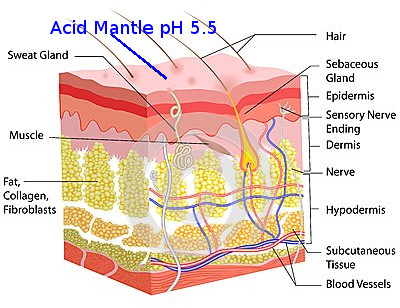 Acid Mantle pH 5.5
Hair
Sweat Gland
Sebaceous
Gland
Epidermis
Sensory Nerve
Ending
Muscle
Dermis
Nerve
Fat,
Collagen,
Fibroblasts
Hypodermis
Subcutaneous
Tissue
Blood Vessels